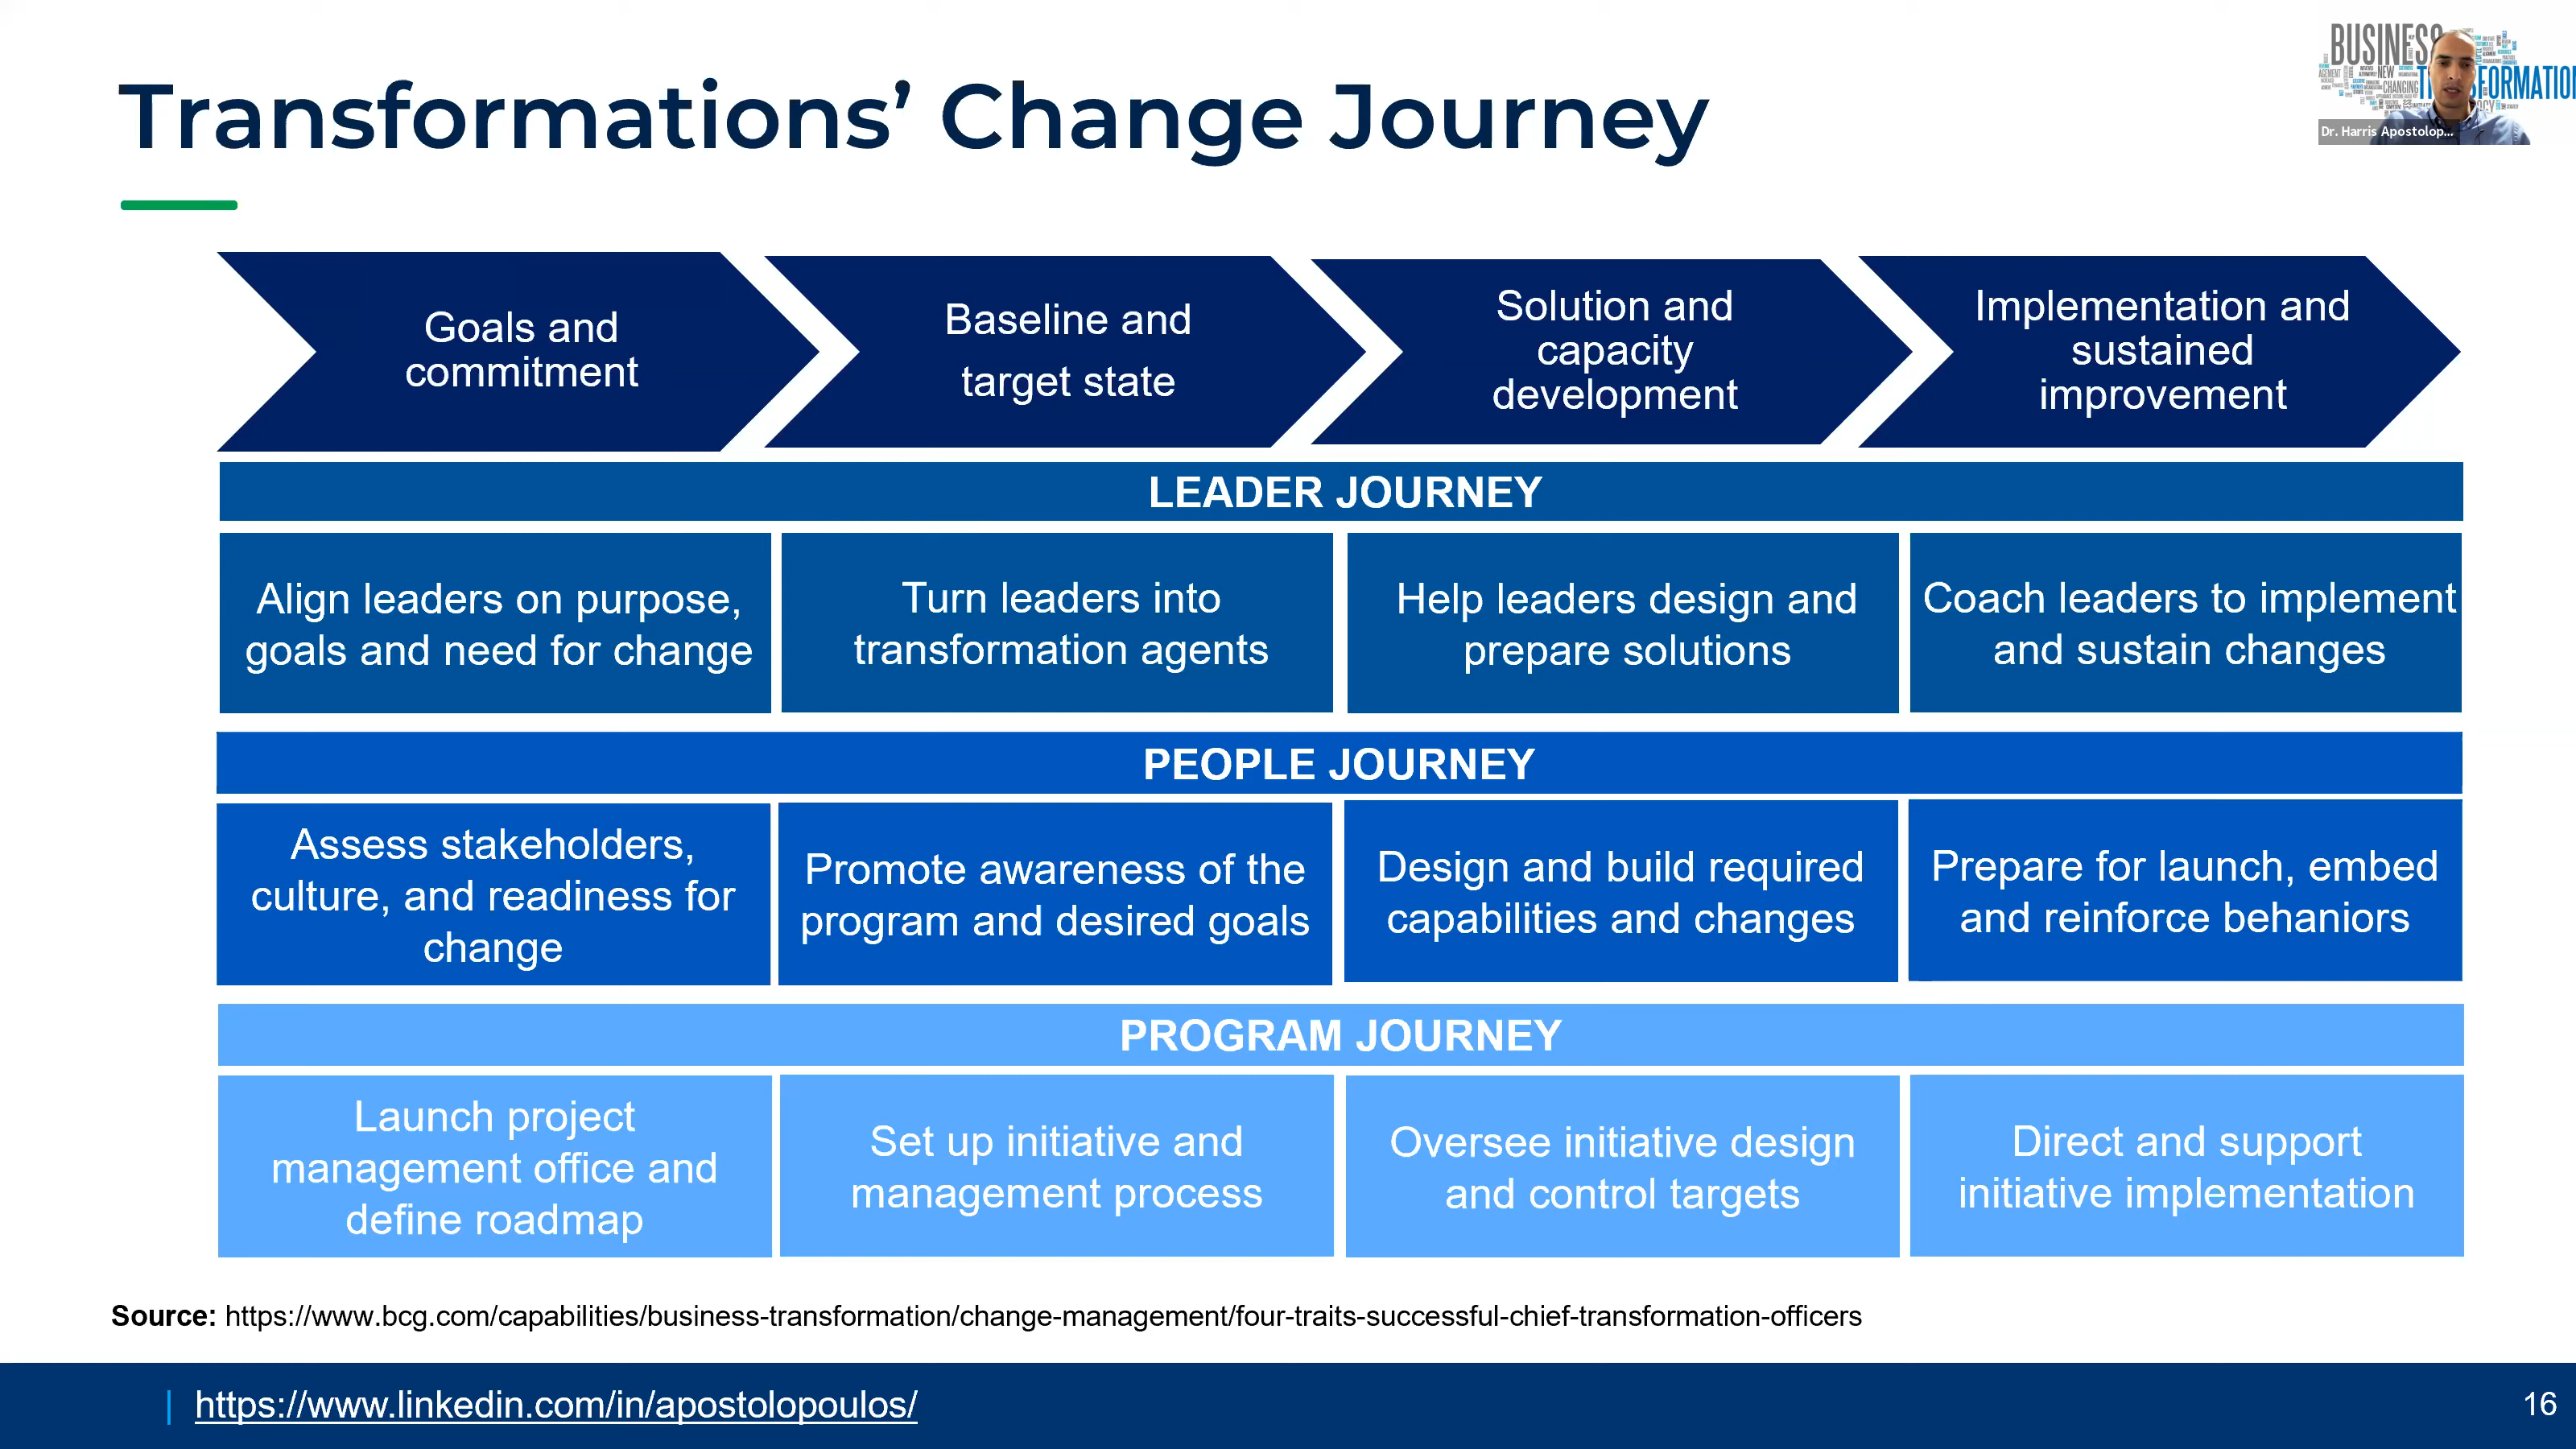 Transformations’ Change Journey
BUSINESS
AGEMENT
NEW
CHANGING
Dr. Harris Apostolop...
Goals and
commitment
Baseline and
target state
Solution and
capacity
development
Implementation and
sustained
improvement
LEADER JOURNEY
Align leaders on purpose,
goals and need for change
Turn leaders into
transformation agents
Help leaders design and
prepare solutions
Coach leaders to implement
and sustain changes
PEOPLE JOURNEY
Assess stakeholders,
culture, and readiness for
change
Promote awareness of the
program and desired goals
Design and build required
capabilities and changes
Prepare for launch, embed
and reinforce behaniors
PROGRAM JOURNEY
Launch project
management office and
define roadmap
Set up initiative and
management process
Oversee initiative design
and control targets
Direct and support
initiative implementation
Source: https://www.bcg.com/capabilities/business-transformation/change-management/four-traits-successful-chief-transformation-officers
| https://www.linkedin.com/in/apostolopoulos/
16